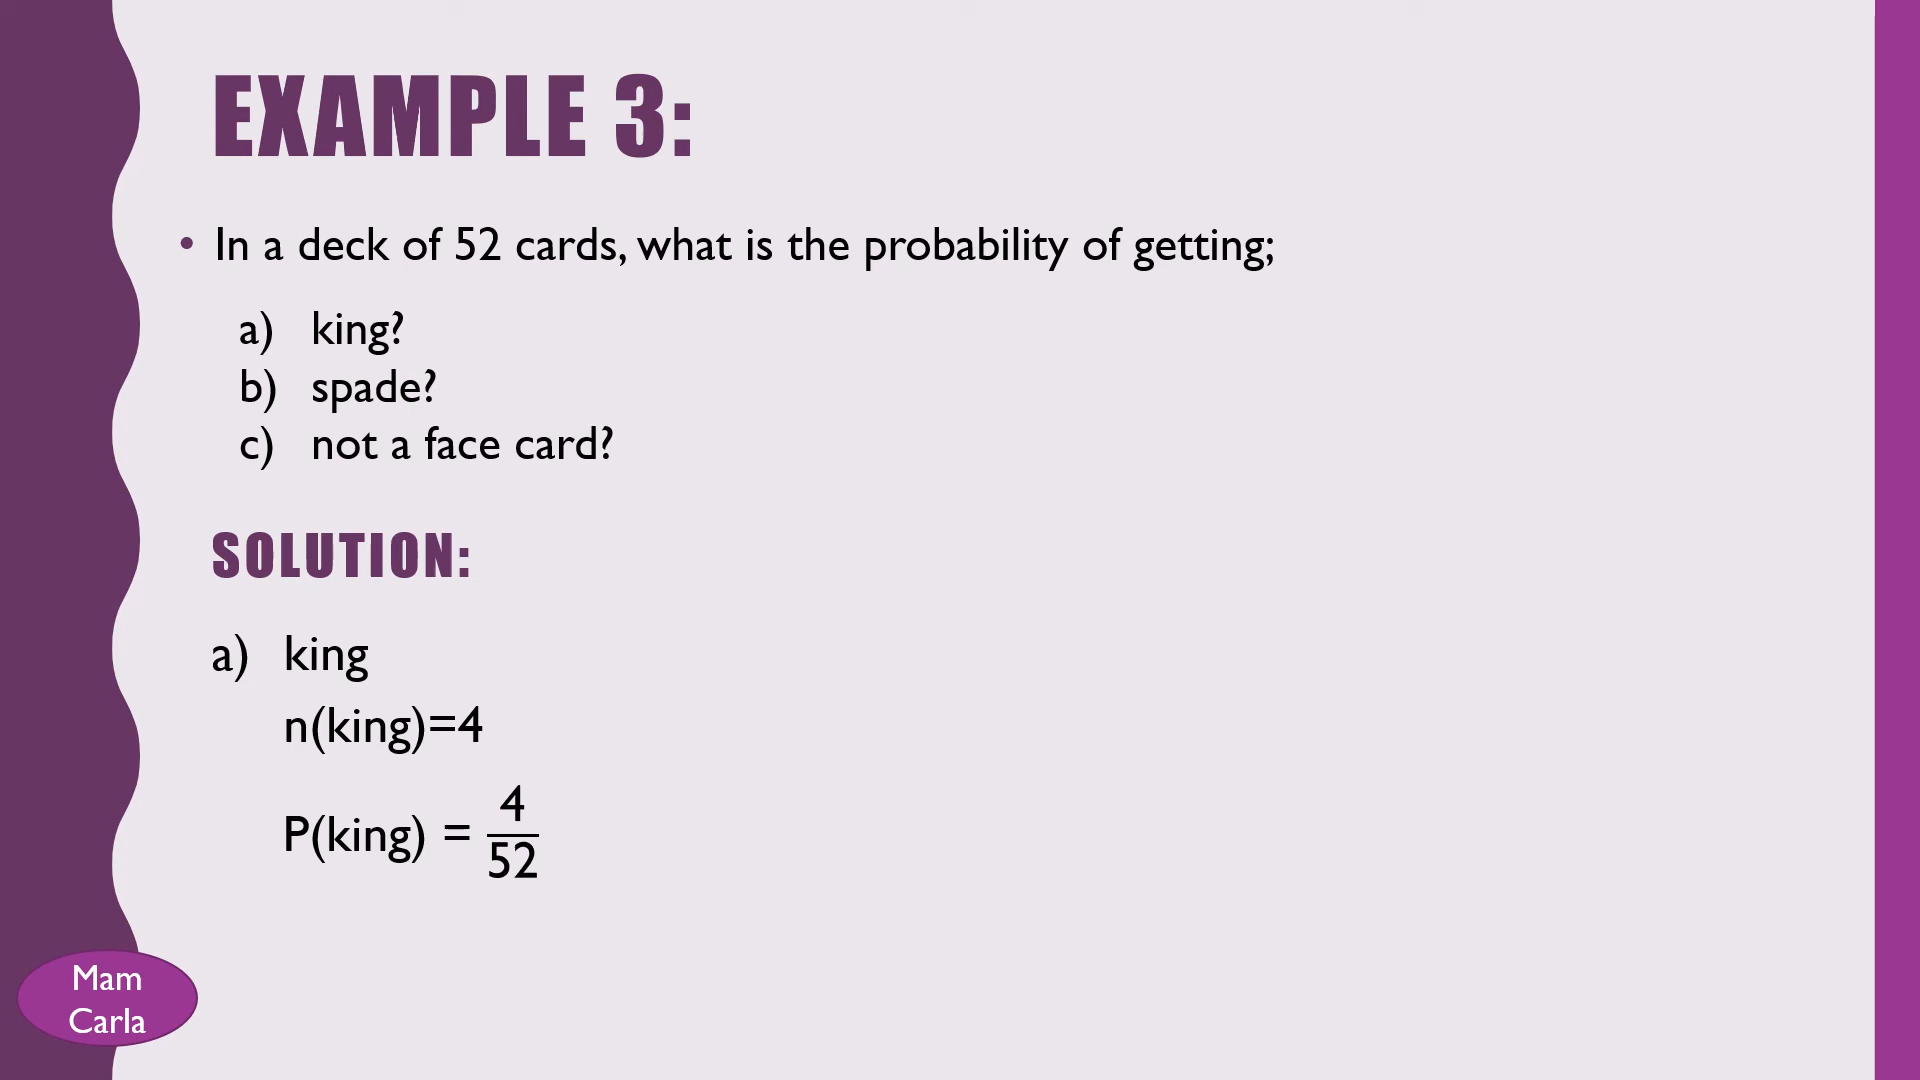 EXAMPLE 3:
• In a deck of 52 cards, what is the probability of getting;
a) king?
b) spade?
c) not a face card?
SOLUTION:
a) king
n(king)=4
P(king) = 4/52
Mam
Carla